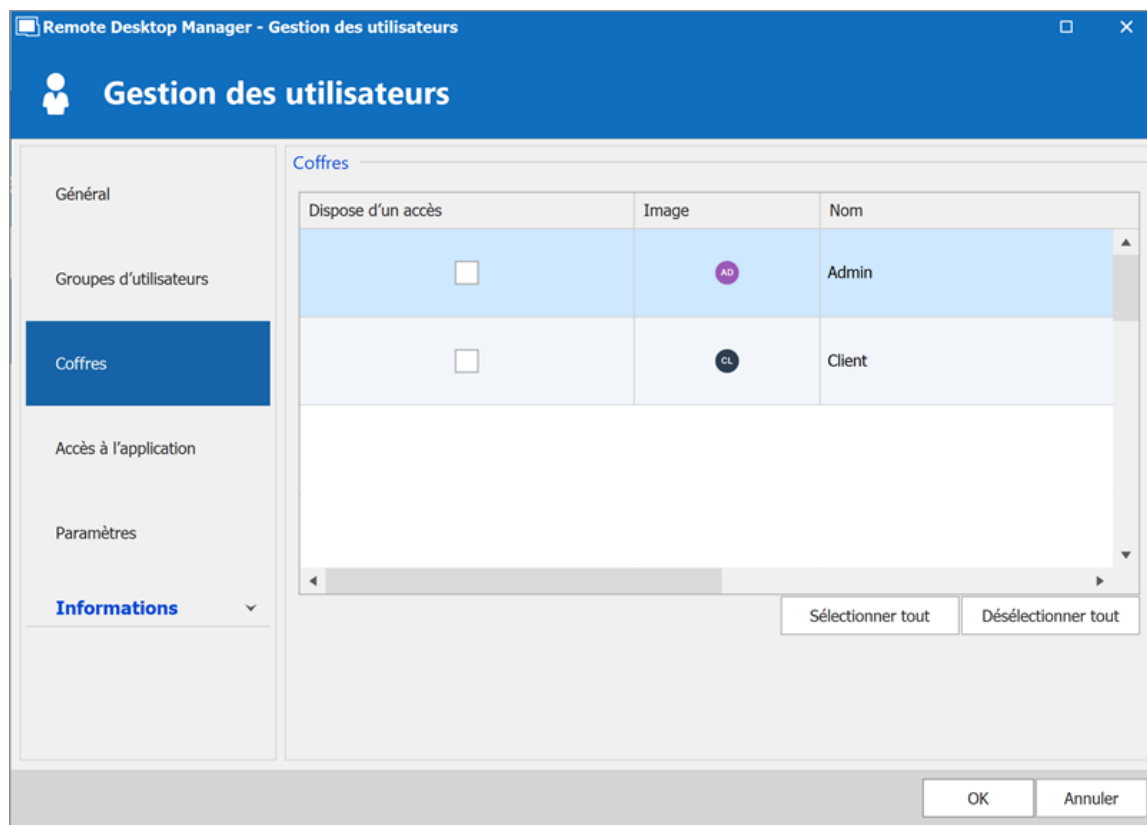 Remote Desktop Manager - Gestion des utilisateurs
Gestion des utilisateurs
Général
Groupes d'utilisateurs
Coffres
Accès à l'application
Paramètres
Informations
Coffres
Dispose d'un accès Image Nom
AD Admin
CL Client
Sélectionner tout Désélectionner tout
OK Annuler